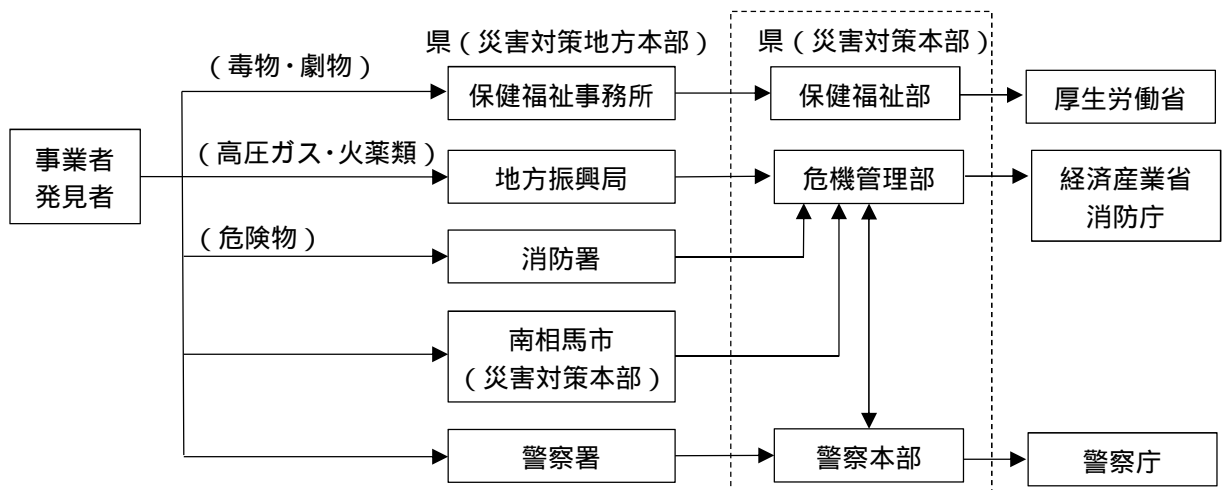 県（災害対策地方本部）
県（災害対策本部）
（毒物・劇物）
保健福祉事務所
保健福祉部
厚生労働省
事業者
発見者
（高圧ガス・火薬類）
地方振興局
危機管理部
経済産業省
消防庁
（危険物）
消防署
南相馬市
（災害対策本部）
警察署
警察本部
警察庁